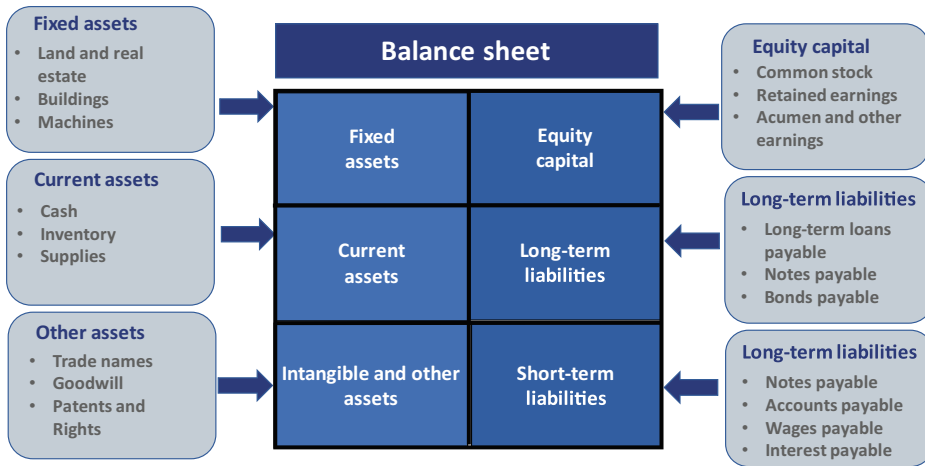 Balance sheet
Fixed assets
• Land and real
estate
• Buildings
• Machines
Current assets
• Cash
• Inventory
• Supplies
Other assets
• Trade names
• Goodwill
• Patents and
Rights
Fixed
assets
Equity
capital
Current
assets
Long-term
liabilities
Intangible and other
assets
Short-term
liabilities
Equity capital
• Common stock
• Retained earnings
• Acumen and other
earnings
Long-term liabilities
• Long-term loans
payable
• Notes payable
• Bonds payable
Long-term liabilities
• Notes payable
• Accounts payable
• Wages payable
• Interest payable